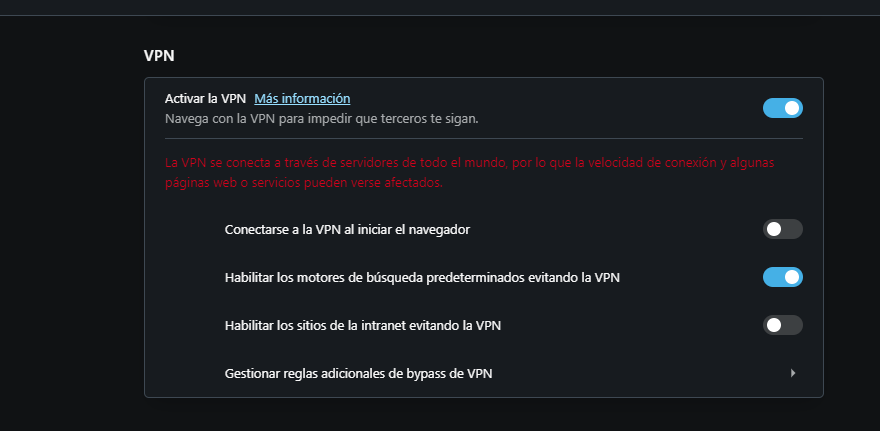 VPN
Activar la VPN Más información
Navega con la VPN para impedir que terceros te sigan.
La VPN se conecta a través de servidores de todo el mundo, por lo que la velocidad de conexión y algunas
páginas web o servicios pueden verse afectados.
Conectarse a la VPN al iniciar el navegador
Habilitar los motores de búsqueda predeterminados evitando la VPN
Habilitar los sitios de la intranet evitando la VPN
Gestionar reglas adicionales de bypass de VPN